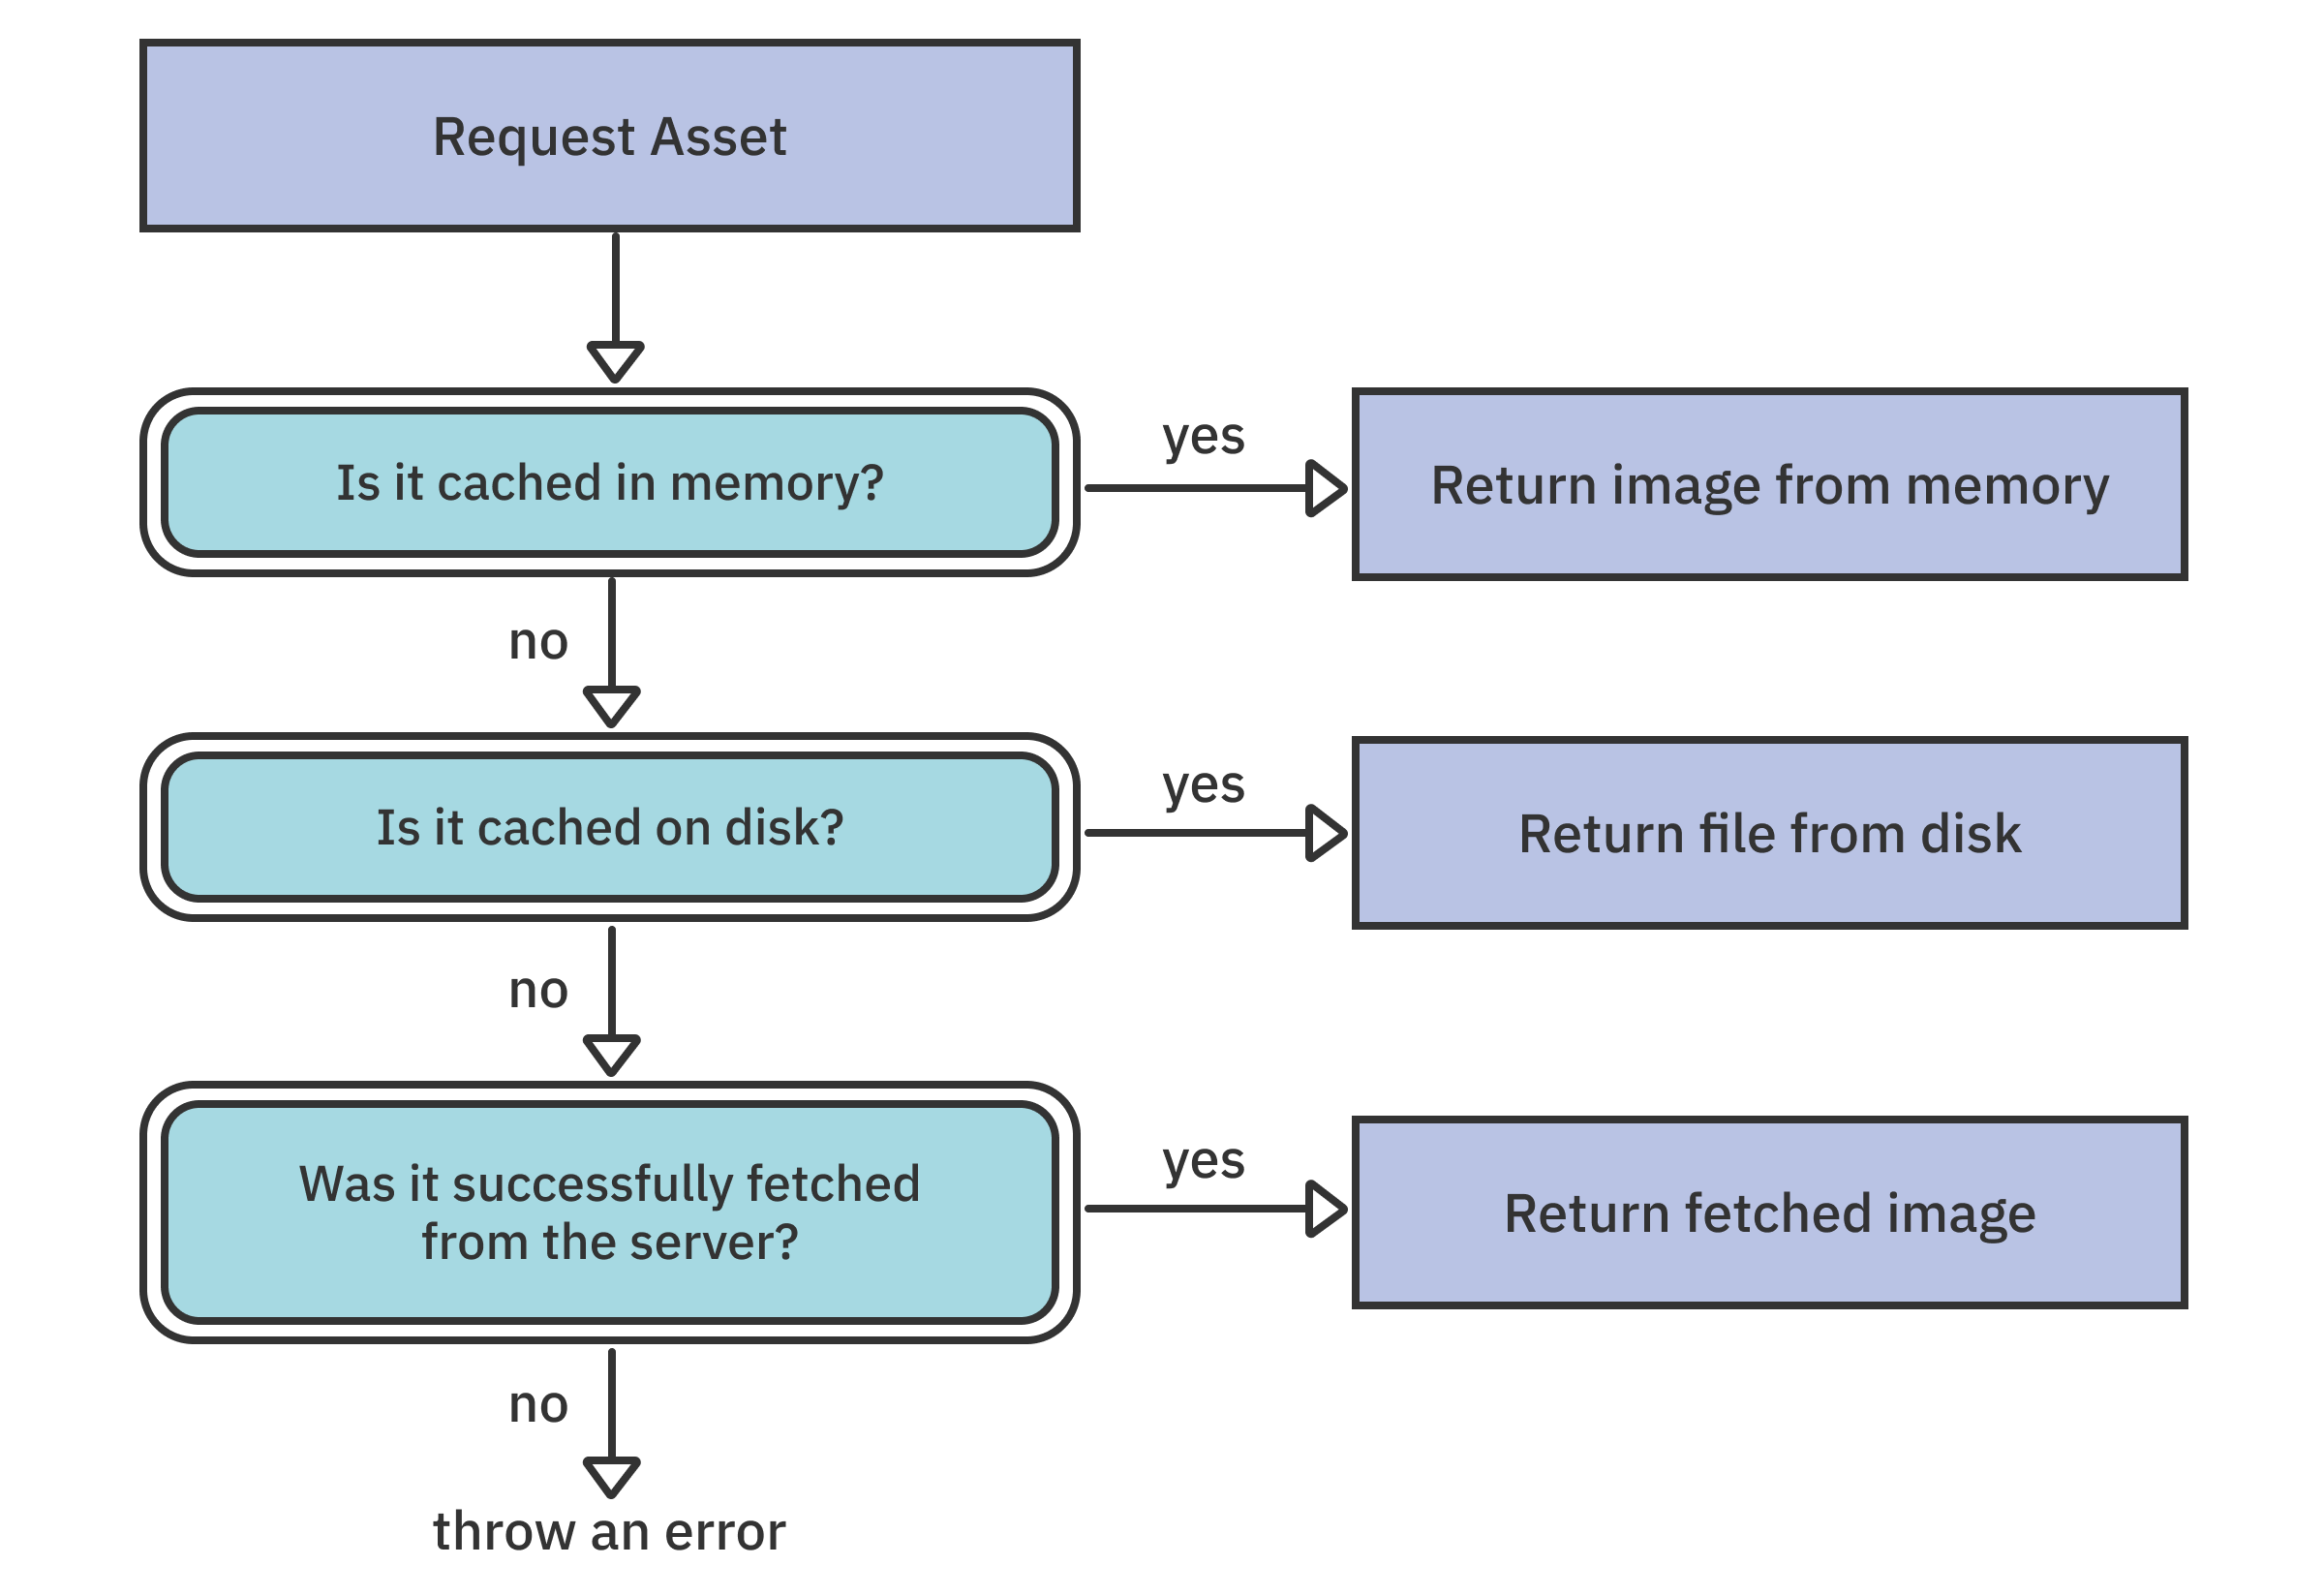 Request Asset
Is it cached in memory?
yes
Return image from memory
no
Is it cached on disk?
yes
Return file from disk
no
Was it successfully fetched
from the server?
yes
Return fetched image
no
throw an error